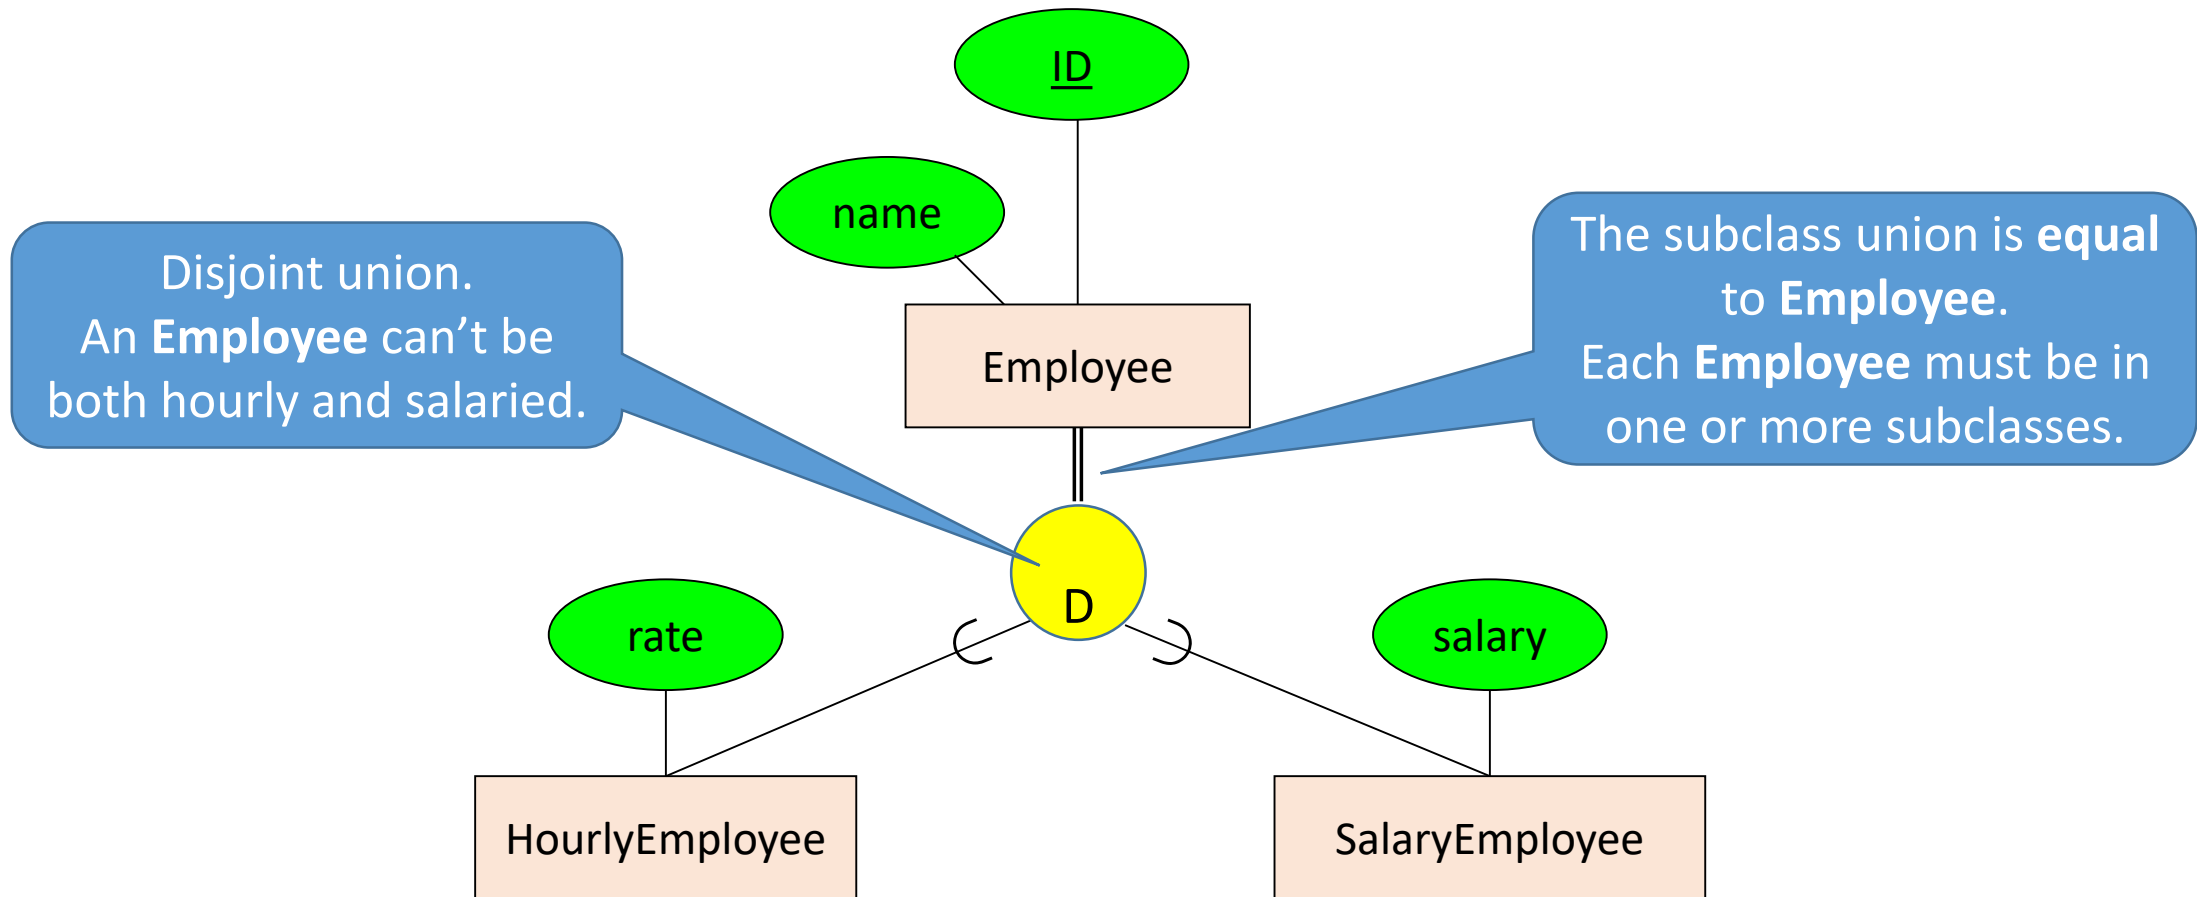 ID
name
Disjoint union.
An Employee can’t be
both hourly and salaried.
The subclass union is equal
to Employee.
Each Employee must be in
one or more subclasses.
Employee
D
rate
salary
HourlyEmployee
SalaryEmployee